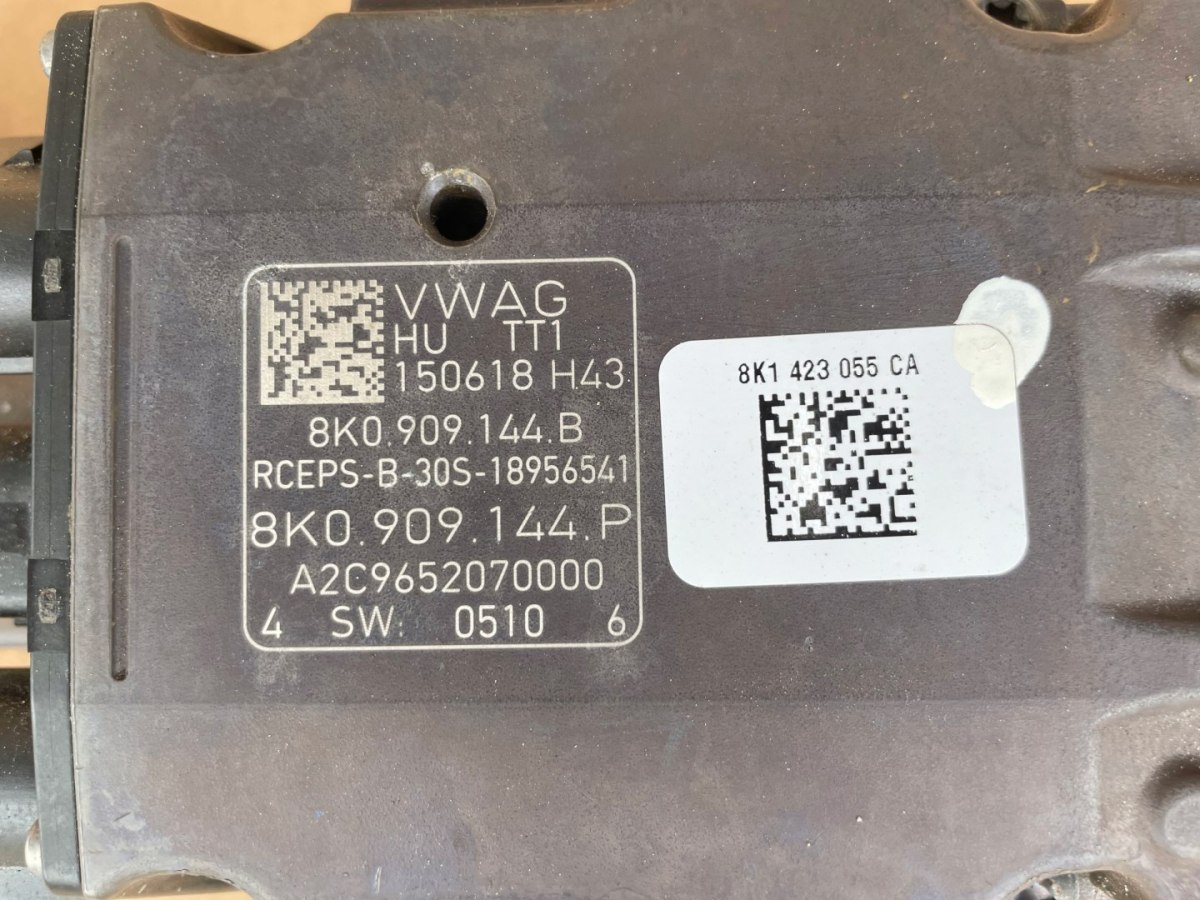 VWAG
HU TT1
150618 H43
8K0.909.144.B
RCEPS-B-30S-18956541
8K0.909.144.P
A2C9652070000
4 SW: 0510 6
8K1 423 055 CA